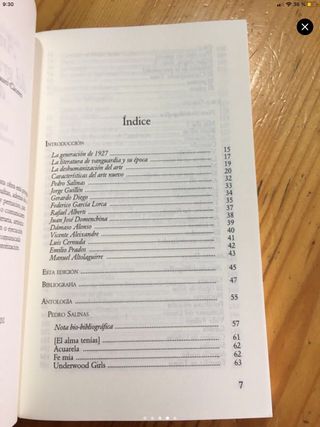 9:30
36 %
Índice
INTRODUCCIÓN
La generación de 1927 15
La literatura de vanguardia y su época 17
La deshumanización del arte 19
Características del arte nuevo 20
Pedro Salinas 32
Jorge Guillén 33
Gerardo Diego 34
Federico García Lorca 35
Rafael Alberti 37
Juan José Domenchina 38
Dámaso Alonso 39
Vicente Aleixandre 40
Luis Cernuda 41
Emilio Prados 42
Manuel Altolaguirre 43
ESTA EDICIÓN 45
BIBLIOGRAFÍA 47
ANTOLOGÍA 55
PEDRO SALINAS
Nota bio-bibliográfica 57
[El alma tenías] 61
Acuarela 62
Fe mía 62
Underwood Girls 63
7